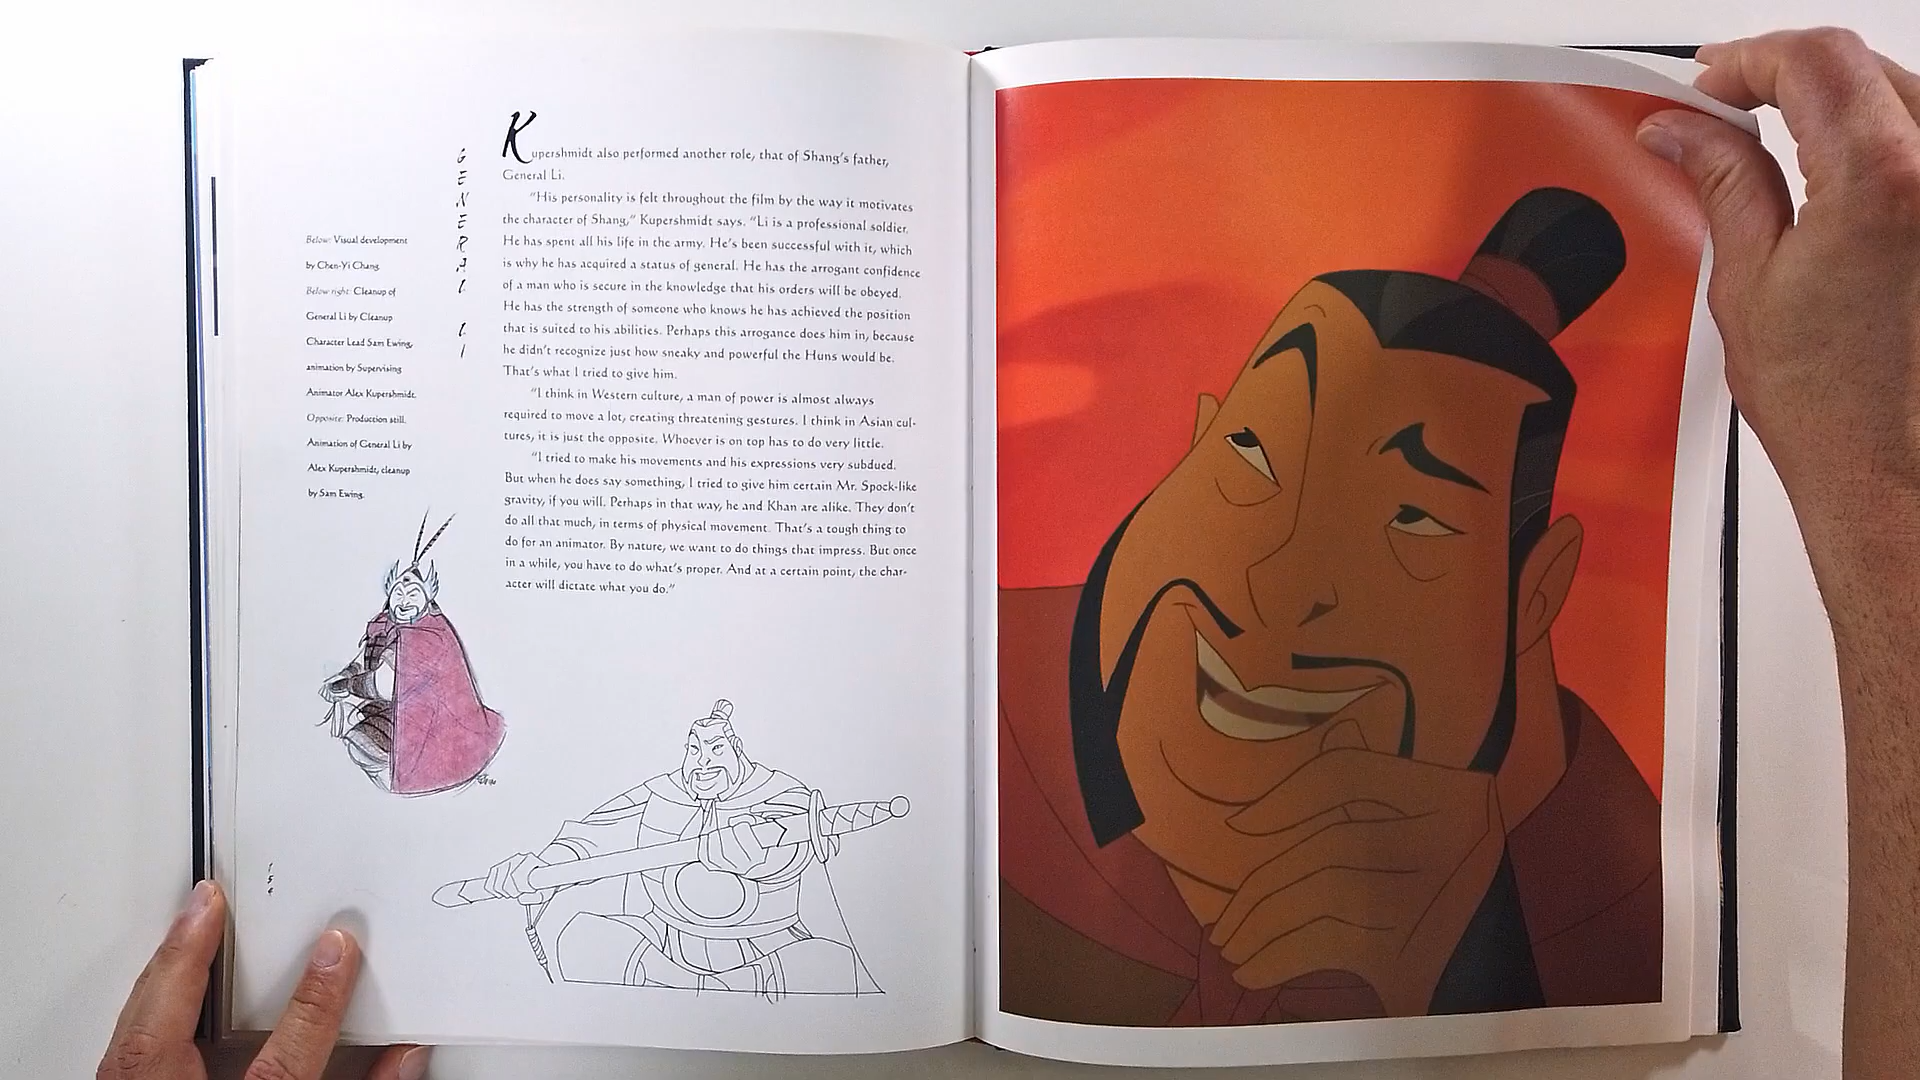 Kupershmidt also performed another role, that of Shang's father,
General Li.
"His personality is felt throughout the film by the way it motivates
the character of Shang," Kupershmidt says. "Li is a professional soldier.
He has spent all his life in the army. He's been successful with it, which
is why he has acquired a status of general. He has the arrogant confidence
of a man who is secure in the knowledge that his orders will be obeyed.
He has the strength of someone who knows he has achieved the position
that is suited to his abilities. Perhaps this arrogance does him in, because
he didn't recognize just how sneaky and powerful the Huns would be.
That's what I tried to give him.
"I think in Western culture, a man of power is almost always
required to move a lot, creating threatening gestures. I think in Asian cul-
tures, it is just the opposite. Whoever is on top has to do very little.
"I tried to make his movements and his expressions very subdued.
But when he does say something, I tried to give him certain Mr. Spock-like
gravity, if you will. Perhaps in that way, he and Khan are alike. They don't
do all that much, in terms of physical movement. That's a tough thing to
do for an animator. By nature, we want to do things that impress. But once
in a while, you have to do what's proper. And at a certain point, the char-
acter will dictate what you do."
GENERAL LI
Below: Visual development
by Chen-Yi Chang.
Below right: Cleanup of
General Li by Cleanup
Character Lead Sam Ewing,
animation by Supervising
Animator Alex Kupershmidt.
Opposite: Production still.
Animation of General Li by
Alex Kupershmidt, cleanup
by Sam Ewing.
154